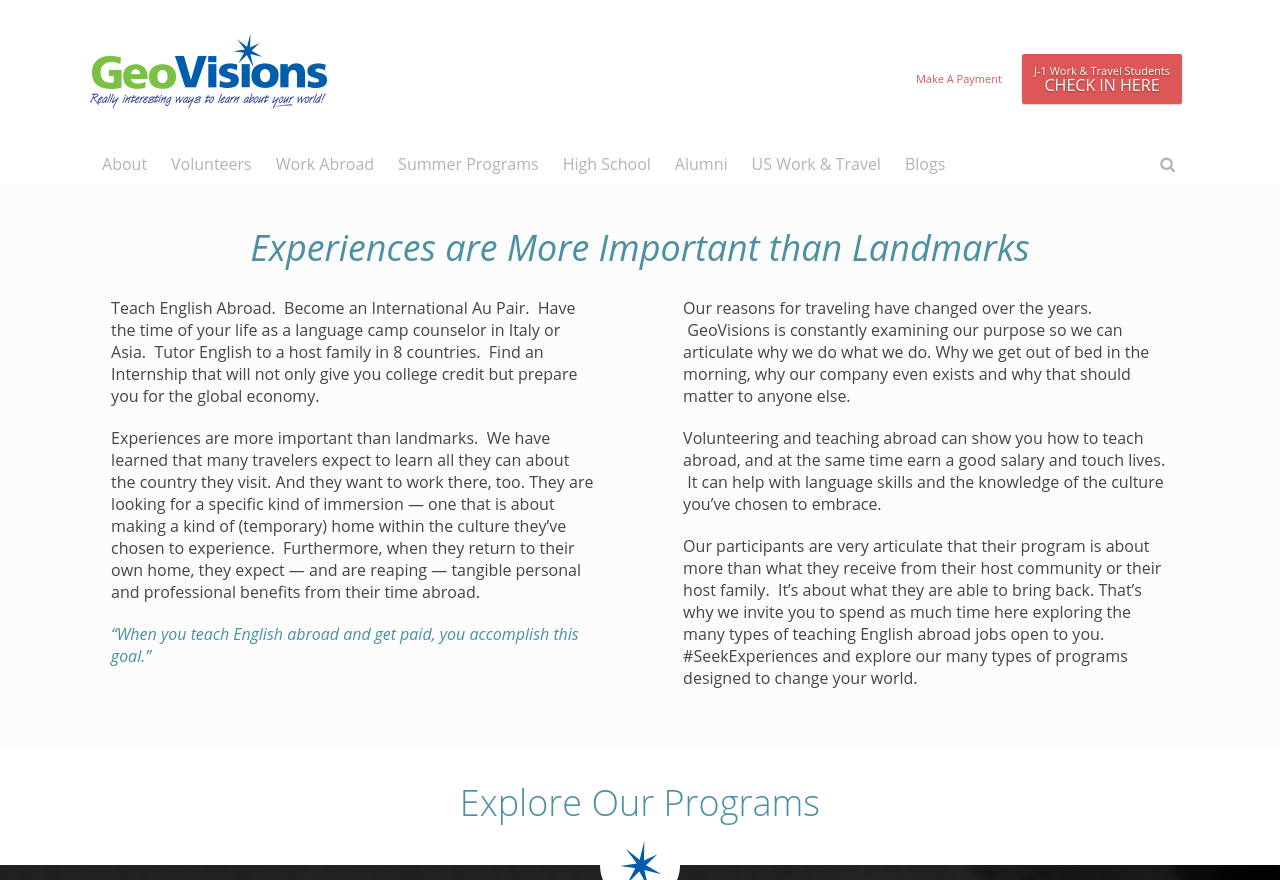 GeoVisions
Really interesting ways to learn about your world!
Make A Payment
J-1 Work & Travel Students
CHECK IN HERE
About
Volunteers
Work Abroad
Summer Programs
High School
Alumni
US Work & Travel
Blogs
Experiences are More Important than Landmarks
Teach English Abroad.  Become an International Au Pair.  Have
the time of your life as a language camp counselor in Italy or
Asia.  Tutor English to a host family in 8 countries.  Find an
Internship that will not only give you college credit but prepare
you for the global economy.
Experiences are more important than landmarks.  We have
learned that many travelers expect to learn all they can about
the country they visit. And they want to work there, too. They are
looking for a specific kind of immersion — one that is about
making a kind of (temporary) home within the culture they’ve
chosen to experience.  Furthermore, when they return to their
own home, they expect — and are reaping — tangible personal
and professional benefits from their time abroad.
“When you teach English abroad and get paid, you accomplish this
goal.”
Our reasons for traveling have changed over the years.
GeoVisions is constantly examining our purpose so we can
articulate why we do what we do. Why we get out of bed in the
morning, why our company even exists and why that should
matter to anyone else.
Volunteering and teaching abroad can show you how to teach
abroad, and at the same time earn a good salary and touch lives.
It can help with language skills and the knowledge of the culture
you’ve chosen to embrace.
Our participants are very articulate that their program is about
more than what they receive from their host community or their
host family.  It’s about what they are able to bring back. That’s
why we invite you to spend as much time here exploring the
many types of teaching English abroad jobs open to you.
#SeekExperiences and explore our many types of programs
designed to change your world.
Explore Our Programs